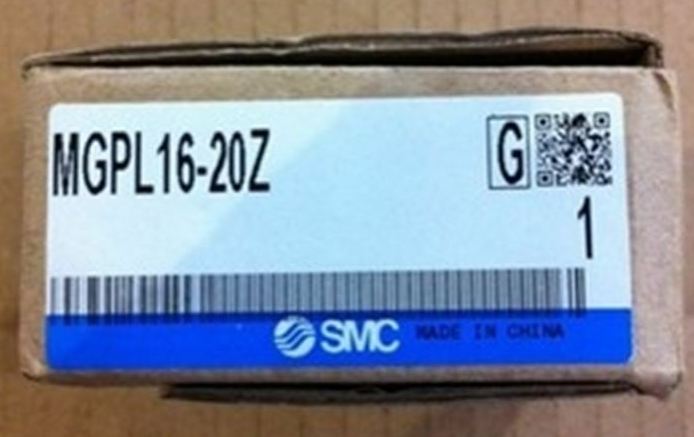 MGPL16-20Z
G
1
SMC MADE IN CHINA